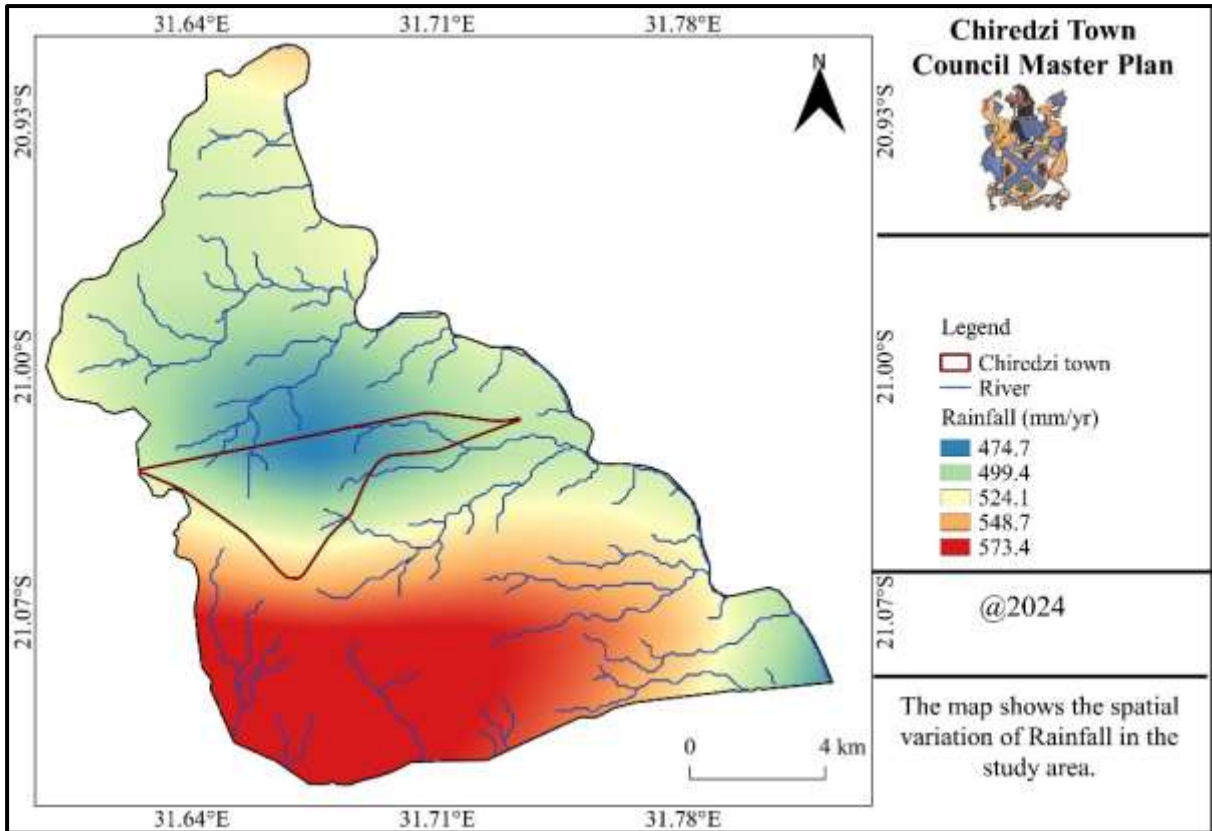 31.64°E 31.71°E 31.78°E
20.93°S
21.00°S
21.07°S
20.93°S
21.00°S
21.07°S
N
0 4 km
31.64°E 31.71°E 31.78°E
Chiredzi Town
Council Master Plan
Legend
Chiredzi town
River
Rainfall (mm/yr)
474.7
499.4
524.1
548.7
573.4
@2024
The map shows the spatial
variation of Rainfall in the
study area.